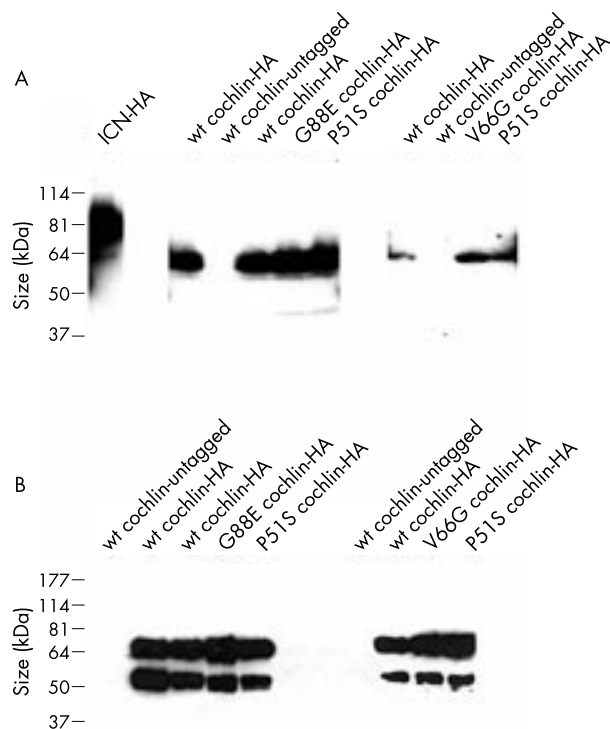 A
ICN-HA
wt cochlin-HA
wt cochlin-untagged
wt cochlin-HA
G88E cochlin-HA
P51S cochlin-HA
wt cochlin-HA
wt cochlin-untagged
V66G cochlin-HA
P51S cochlin-HA
Size (kDa)
114
81
64
50
37
B
wt cochlin-untagged
wt cochlin-HA
wt cochlin-HA
G88E cochlin-HA
P51S cochlin-HA
wt cochlin-untagged
wt cochlin-HA
V66G cochlin-HA
P51S cochlin-HA
Size (kDa)
177
114
81
64
50
37